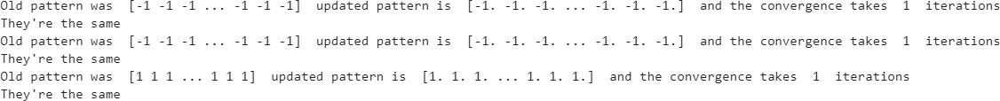 Old pattern was  [-1 -1 -1 ... -1 -1 -1]  updated pattern is  [-1. -1. -1. ... -1. -1. -1.]  and the convergence takes  1  iterations
They're the same
Old pattern was  [-1 -1 -1 ... -1 -1 -1]  updated pattern is  [-1. -1. -1. ... -1. -1. -1.]  and the convergence takes  1  iterations
They're the same
Old pattern was  [1 1 1 ... 1 1 1]  updated pattern is  [1. 1. 1. ... 1. 1. 1.]  and the convergence takes  1  iterations
They're the same